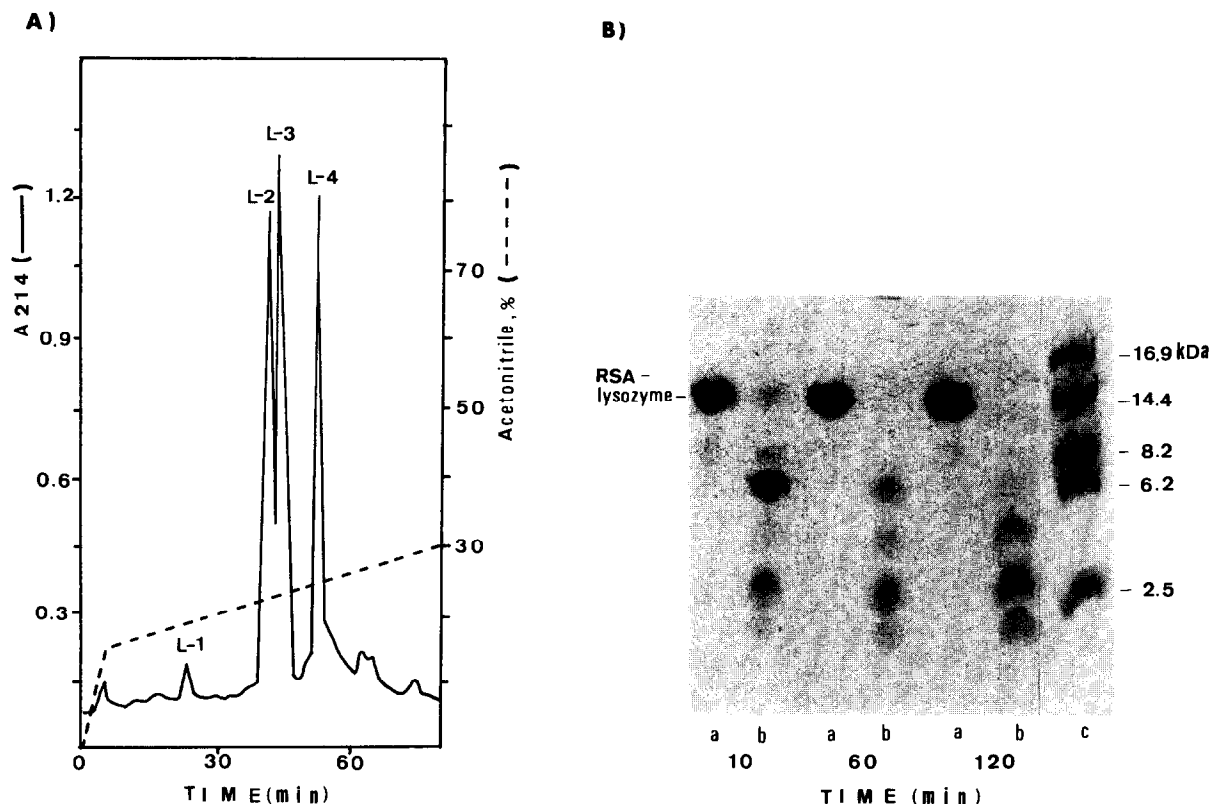 A)
B)
L-3
L-2
L-4
L-1
1.2
0.9
0.6
0.3
A 214 (——)
70
50
30
Acetonitrile, % (-----)
0
30
60
TIME(min)
RSA –
lysozyme–
–16,9 kDa
– 14.4
– 8.2
– 6.2
– 2.5
a b a b a b c
10 60 120
TIME (min)